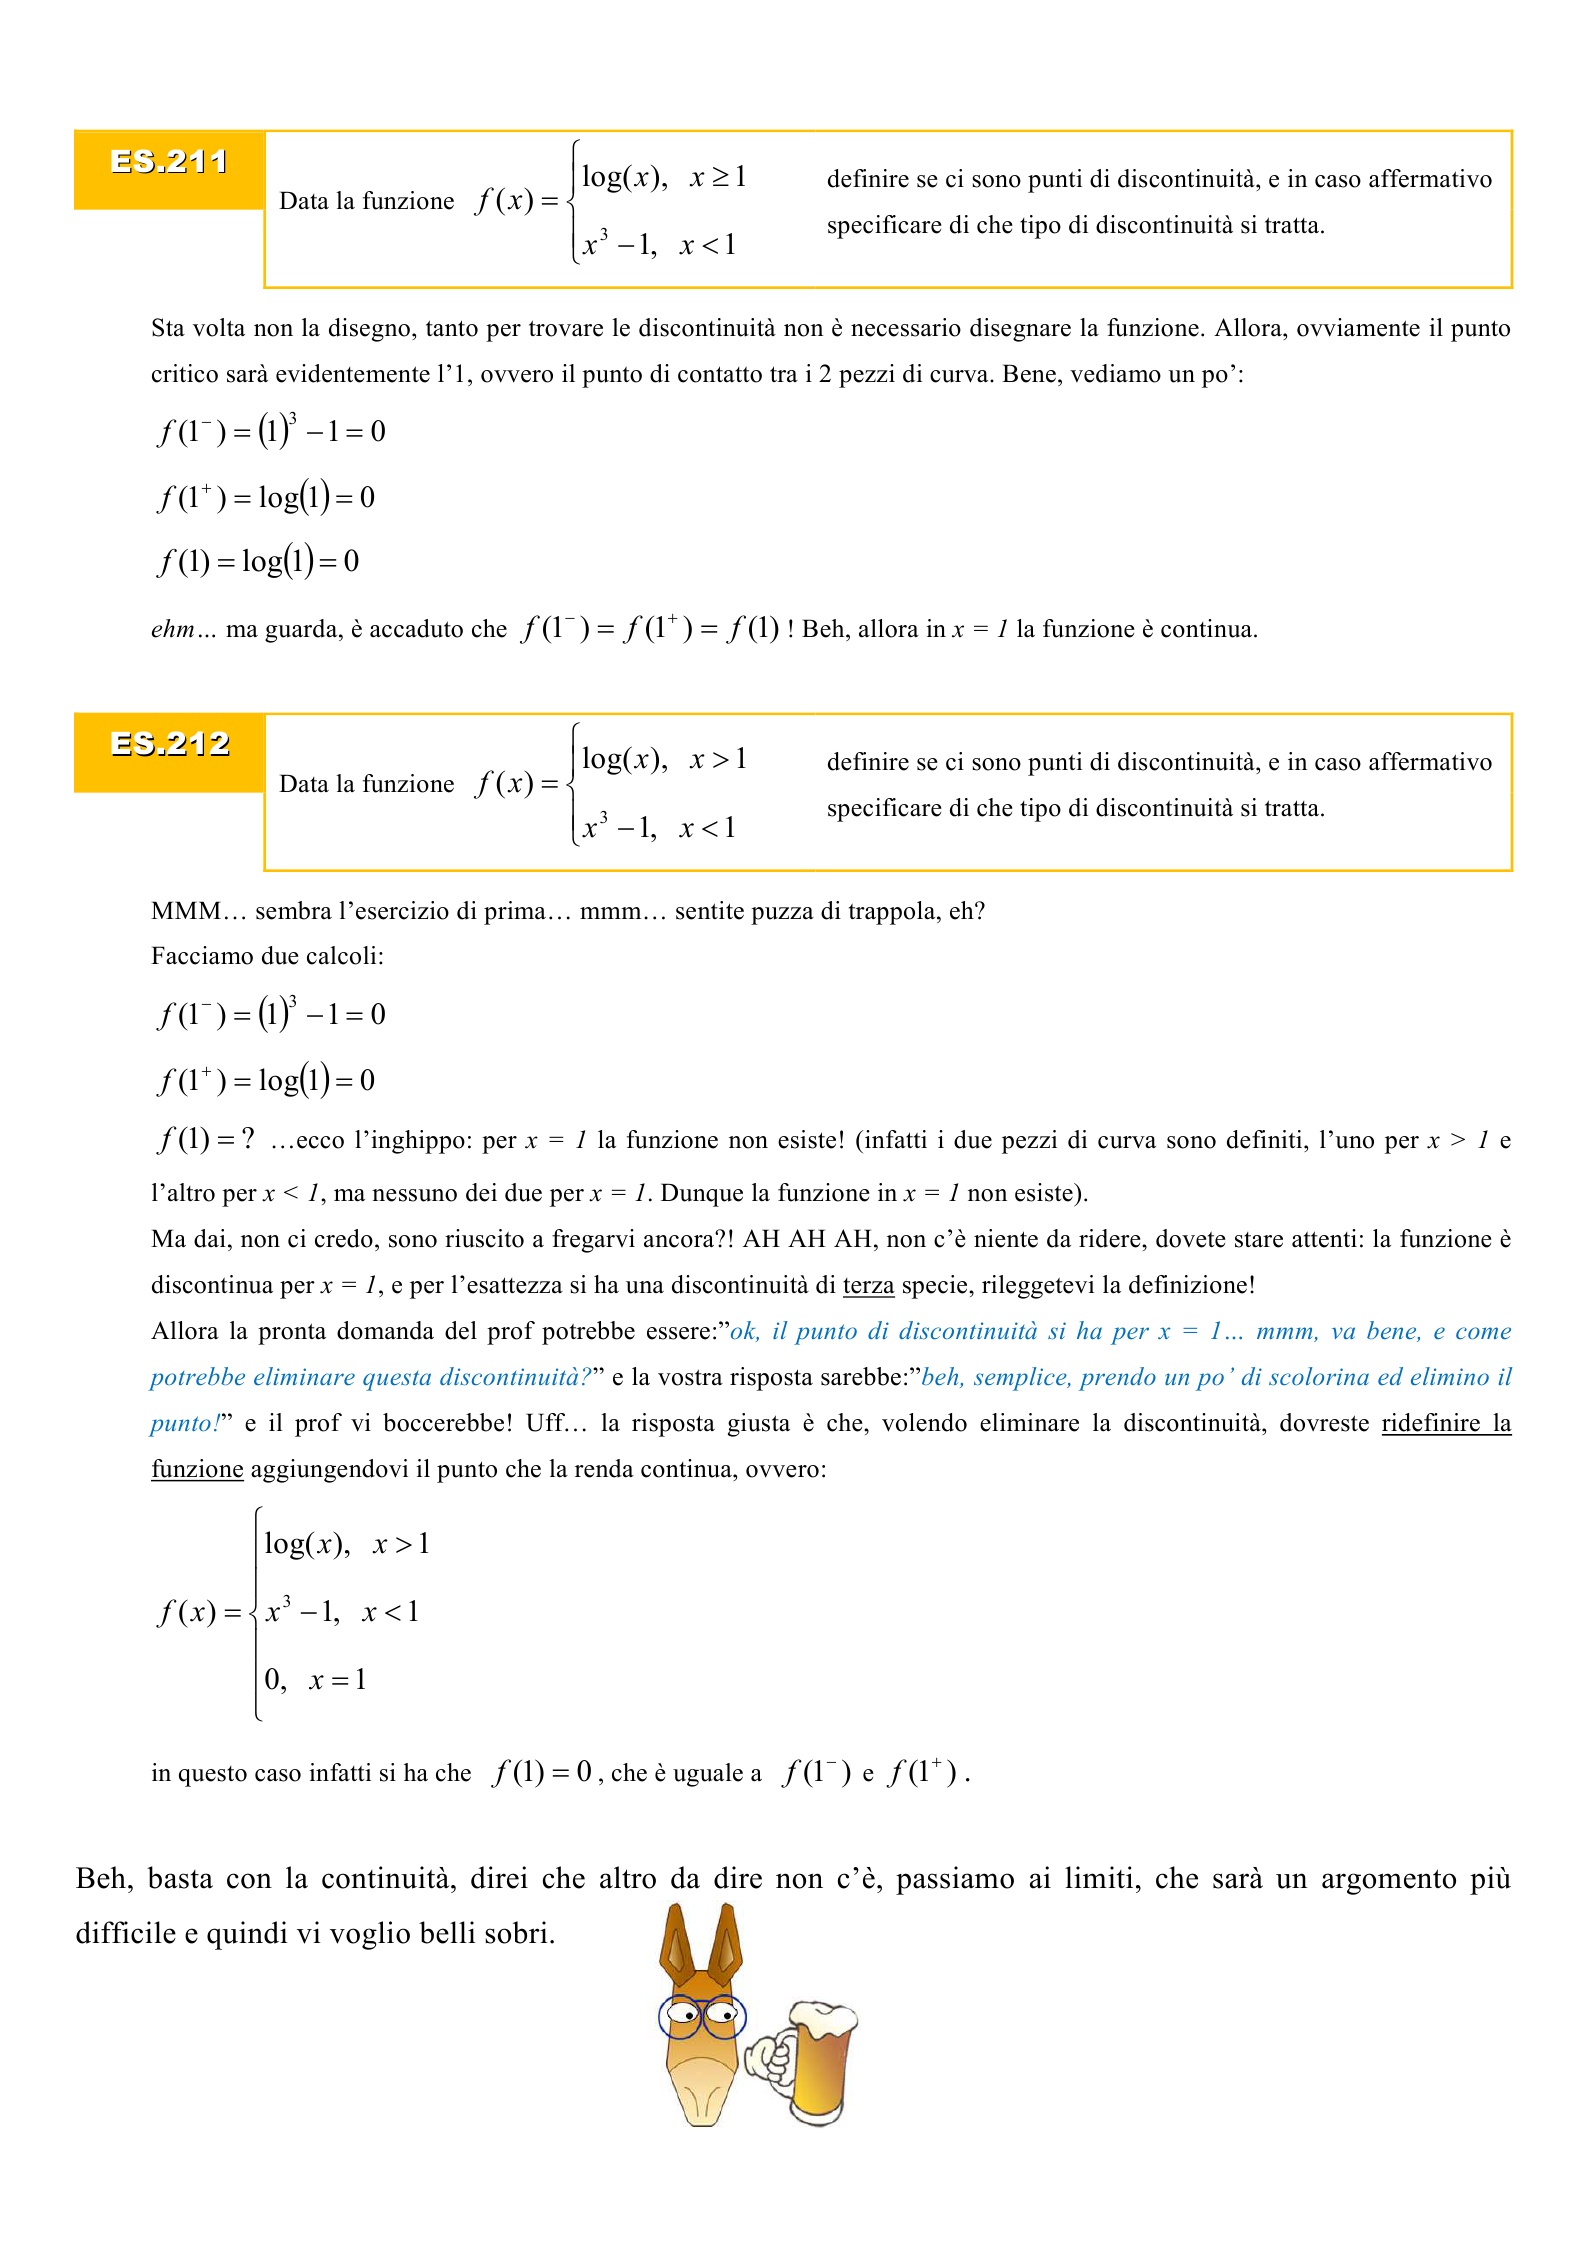 ES.211
Data la funzione f(x) = { log(x), x ≥ 1
x³ − 1, x < 1
definire se ci sono punti di discontinuità, e in caso affermativo
specificare di che tipo di discontinuità si tratta.
Sta volta non la disegno, tanto per trovare le discontinuità non è necessario disegnare la funzione. Allora, ovviamente il punto
critico sarà evidentemente l’1, ovvero il punto di contatto tra i 2 pezzi di curva. Bene, vediamo un po’:
f(1⁻) = (1)³ − 1 = 0
f(1⁺) = log(1) = 0
f(1) = log(1) = 0
ehm… ma guarda, è accaduto che f(1⁻) = f(1⁺) = f(1) ! Beh, allora in x = 1 la funzione è continua.
ES.212
Data la funzione f(x) = { log(x), x > 1
x³ − 1, x < 1
definire se ci sono punti di discontinuità, e in caso affermativo
specificare di che tipo di discontinuità si tratta.
MMM… sembra l’esercizio di prima… mmm… sentite puzza di trappola, eh?
Facciamo due calcoli:
f(1⁻) = (1)³ − 1 = 0
f(1⁺) = log(1) = 0
f(1) = ? …ecco l’inghippo: per x = 1 la funzione non esiste! (infatti i due pezzi di curva sono definiti, l’uno per x > 1 e
l’altro per x < 1, ma nessuno dei due per x = 1. Dunque la funzione in x = 1 non esiste).
Ma dai, non ci credo, sono riuscito a fregarvi ancora?! AH AH AH, non c’è niente da ridere, dovete stare attenti: la funzione è
discontinua per x = 1, e per l’esattezza si ha una discontinuità di terza specie, rileggetevi la definizione!
Allora la pronta domanda del prof potrebbe essere:”ok, il punto di discontinuità si ha per x = 1… mmm, va bene, e come
potrebbe eliminare questa discontinuità?” e la vostra risposta sarebbe:”beh, semplice, prendo un po’ di scolorina ed elimino il
punto!” e il prof vi boccerebbe! Uff… la risposta giusta è che, volendo eliminare la discontinuità, dovreste ridefinire la
funzione aggiungendovi il punto che la renda continua, ovvero:
log(x), x > 1
f(x) = { x³ − 1, x < 1
0, x = 1
in questo caso infatti si ha che f(1) = 0 , che è uguale a f(1⁻) e f(1⁺) .
Beh, basta con la continuità, direi che altro da dire non c’è, passiamo ai limiti, che sarà un argomento più
difficile e quindi vi voglio belli sobri.